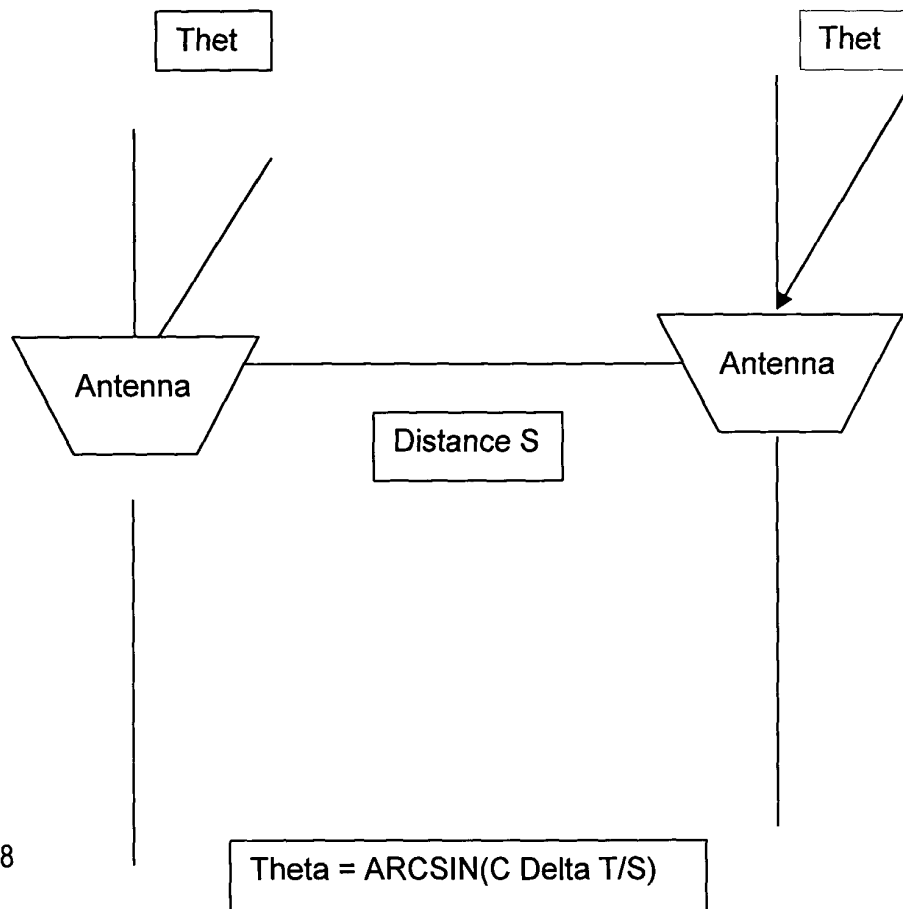 Thet
Thet
Antenna
Antenna
Distance S
8
Theta = ARCSIN(C Delta T/S)